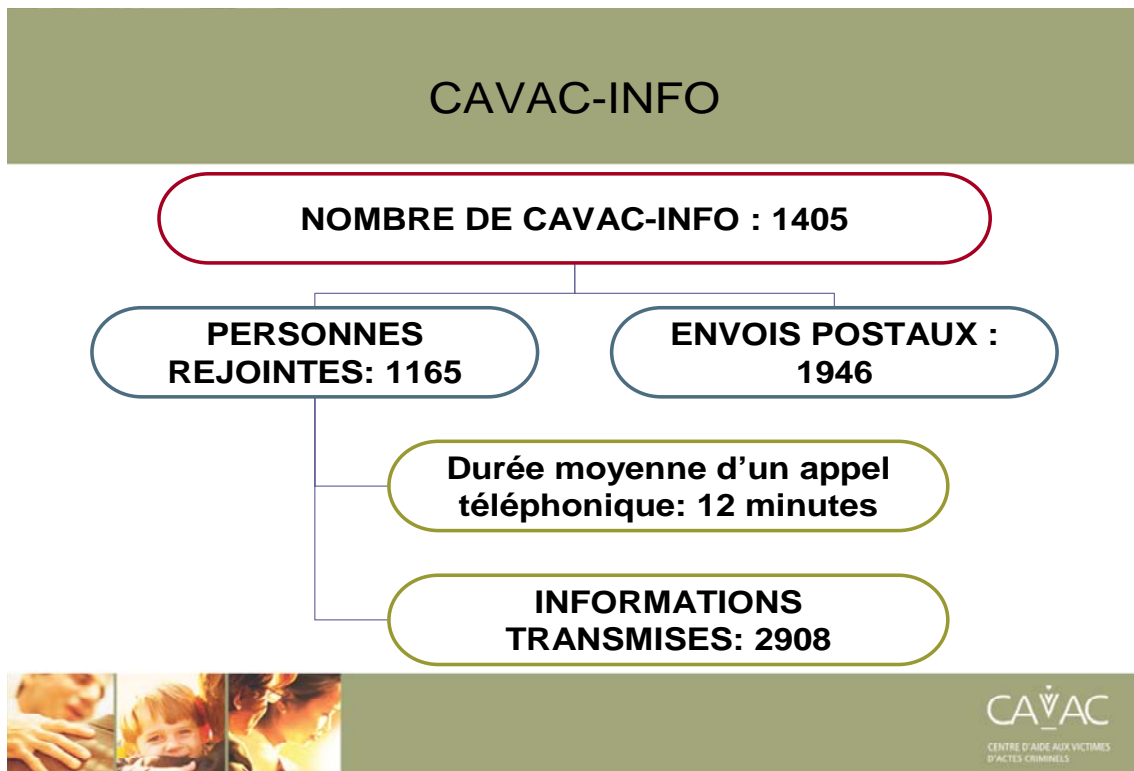 CAVAC-INFO
NOMBRE DE CAVAC-INFO : 1405
PERSONNES
REJOINTES: 1165
ENVOIS POSTAUX :
1946
Durée moyenne d’un appel
téléphonique: 12 minutes
INFORMATIONS
TRANSMISES: 2908
CAVAC
CENTRE D'AIDE AUX VICTIMES
D'ACTES CRIMINELS